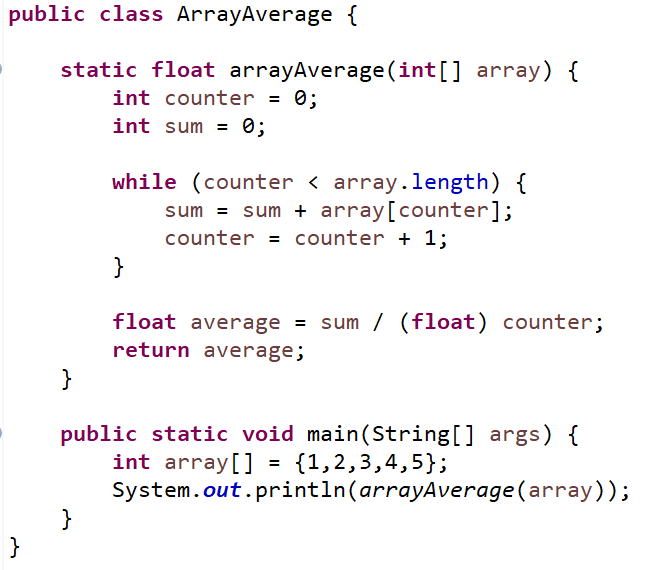 public class ArrayAverage {
static float arrayAverage(int[] array) {
int counter = 0;
int sum = 0;
while (counter < array.length) {
sum = sum + array[counter];
counter = counter + 1;
}
float average = sum / (float) counter;
return average;
}
public static void main(String[] args) {
int array[] = {1,2,3,4,5};
System.out.println(arrayAverage(array));
}
}